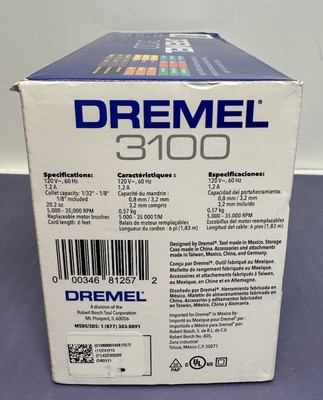 DREMEL
3100
Specifications:
120 V~, 60 Hz
1.2 A
Collet capacity: 1/32" - 1/8"
1/8" Included
20.2 oz
5,000 - 35,000 RPM
Replaceable motor brushes
Cord length: 6 feet
Caractéristiques :
120 V~, 60 Hz
1,2 A
Capacité du mandrin :
0,8 mm / 3,2 mm
3,2 mm compris
0,57 kg
5 000 - 35 000 T/M
Balais de moteur remplaçables
Longueur du cordon : 6 pi (1,83 m)
Especificaciones:
120 V~, 60 Hz
1,2 A
Capacidad del portaherramienta:
0,8 mm / 3,2 mm
3,2 mm incluido
0,57 kg
5,000 - 35,000 RPM
Escobillas del motor reemplazables
Longitud del cable: 6 pies (1,83 m)
0 00346 81257 2
DREMEL
A division of the
Robert Bosch Tool Corporation
Mt. Prospect, IL 60056
MSDS/SDS: 1 (877) 303-0891
Designed by Dremel®. Tool made in Mexico. Storage
Case made in China. Accessories and attachments made
in Taiwan, Mexico, China, and Germany.
Conçu par Dremel®. Outil fabriqué au Mexique.
Mallette de rangement fabriquée en Chine.
Accessoires et attachements fabriqués à Taïwan,
au Mexique, en Chine et en Allemagne.
Diseñado por Dremel®. Herramienta hecha en
México. Maletín de almacenamiento fabricado en
China. Accesorios y aditamentos fabricados en
Taiwán, México, China y Alemania.
Imported for Dremel® in Mexico by:
Importé au Mexique pour Dremel® par:
Importado a México para Dremel® por:
Robert Bosch, S. de R.L. de C.V.
Robert Bosch No. 405,
Zona Industrial
Toluca, México C.P. 50071
PAP
UL